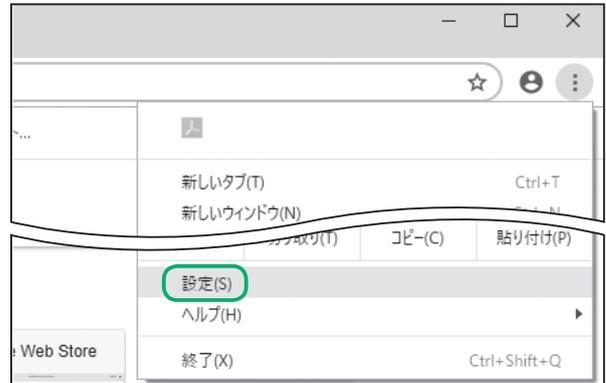 新しいタブ(T) Ctrl+T
新しいウィンドウ(N)
コピー(C) 貼り付け(P)
設定(S)
ヘルプ(H)
Web Store
終了(X) Ctrl+Shift+Q